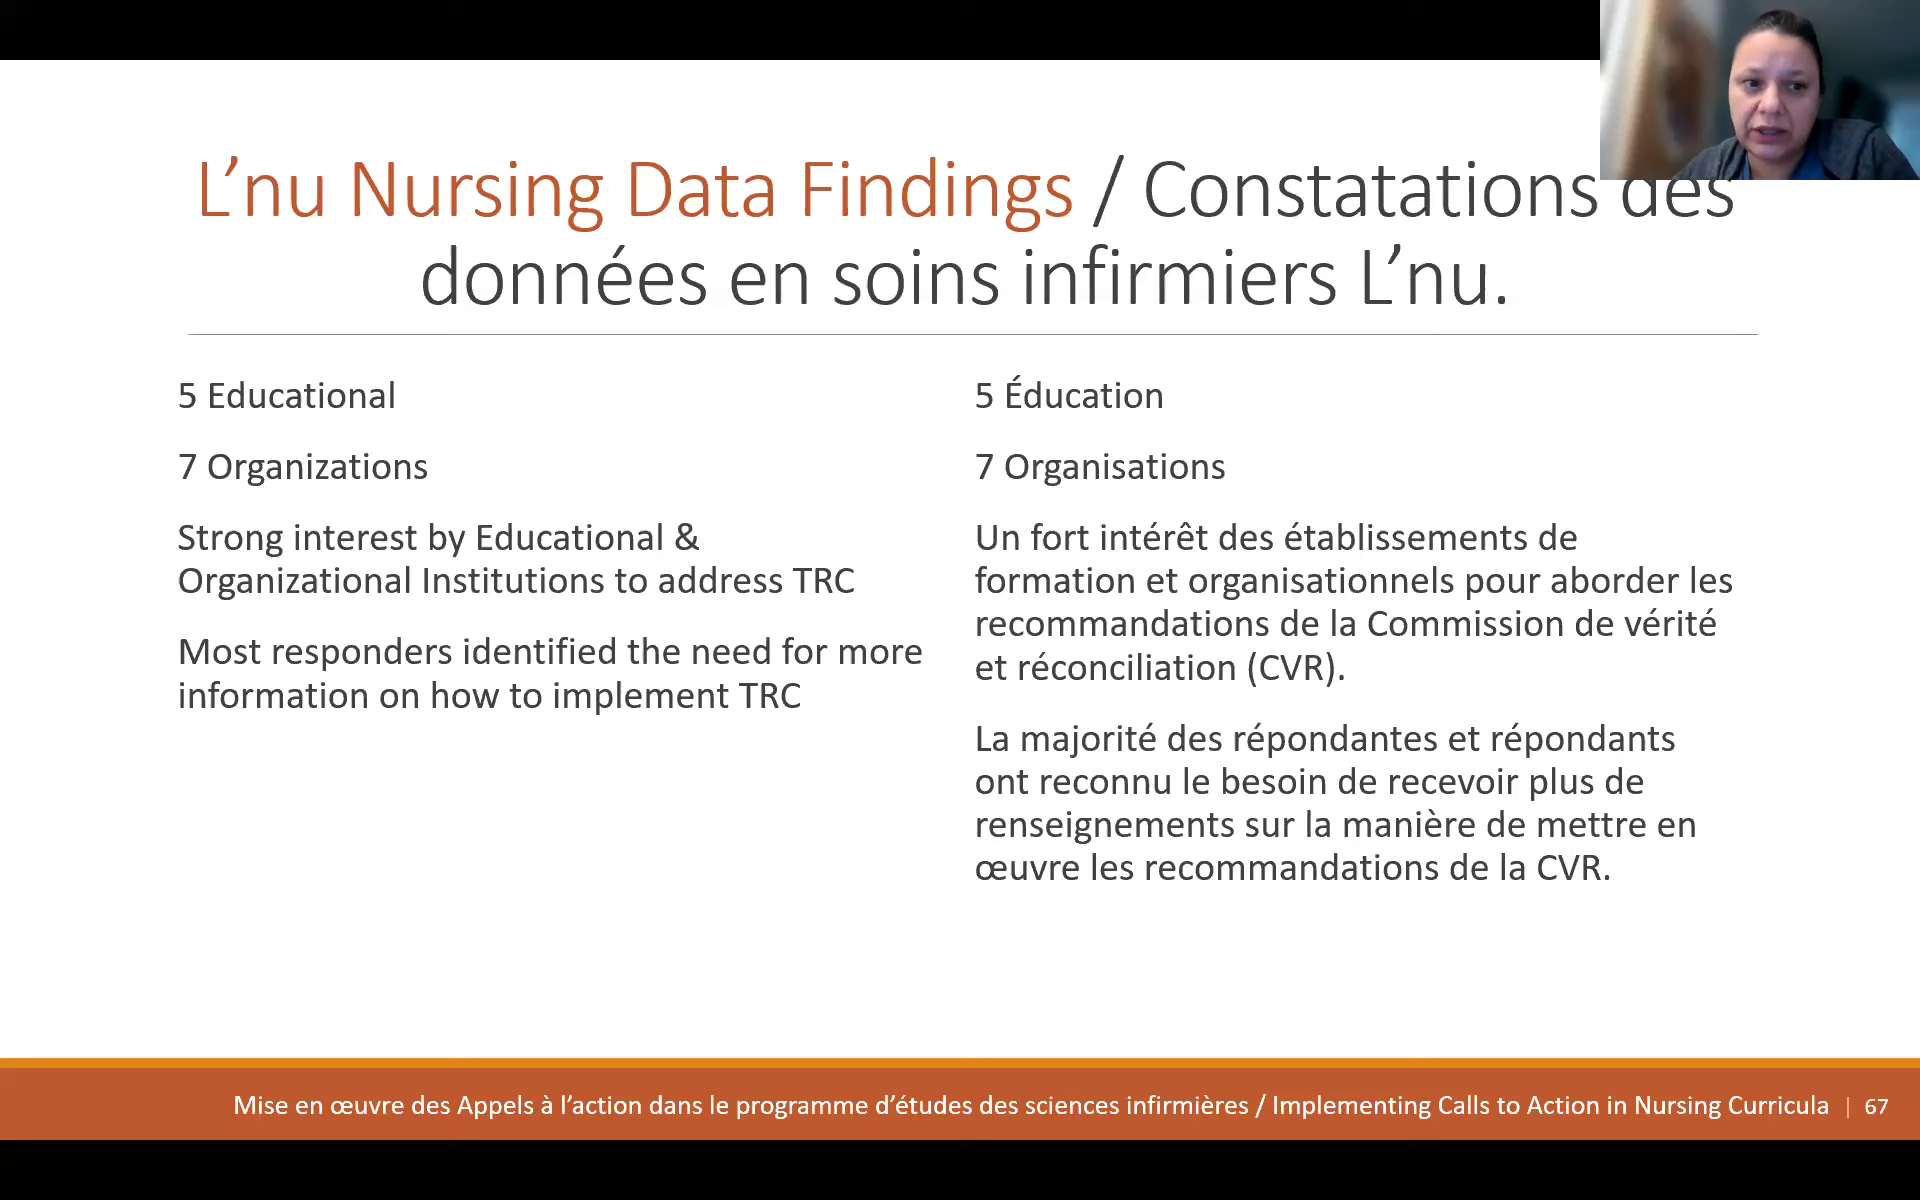 L’nu Nursing Data Findings / Constatations des
données en soins infirmiers L’nu.
5 Educational
7 Organizations
Strong interest by Educational &
Organizational Institutions to address TRC
Most responders identified the need for more
information on how to implement TRC
5 Éducation
7 Organisations
Un fort intérêt des établissements de
formation et organisationnels pour aborder les
recommandations de la Commission de vérité
et réconciliation (CVR).
La majorité des répondantes et répondants
ont reconnu le besoin de recevoir plus de
renseignements sur la manière de mettre en
œuvre les recommandations de la CVR.
Mise en œuvre des Appels à l’action dans le programme d’études des sciences infirmières / Implementing Calls to Action in Nursing Curricula | 67